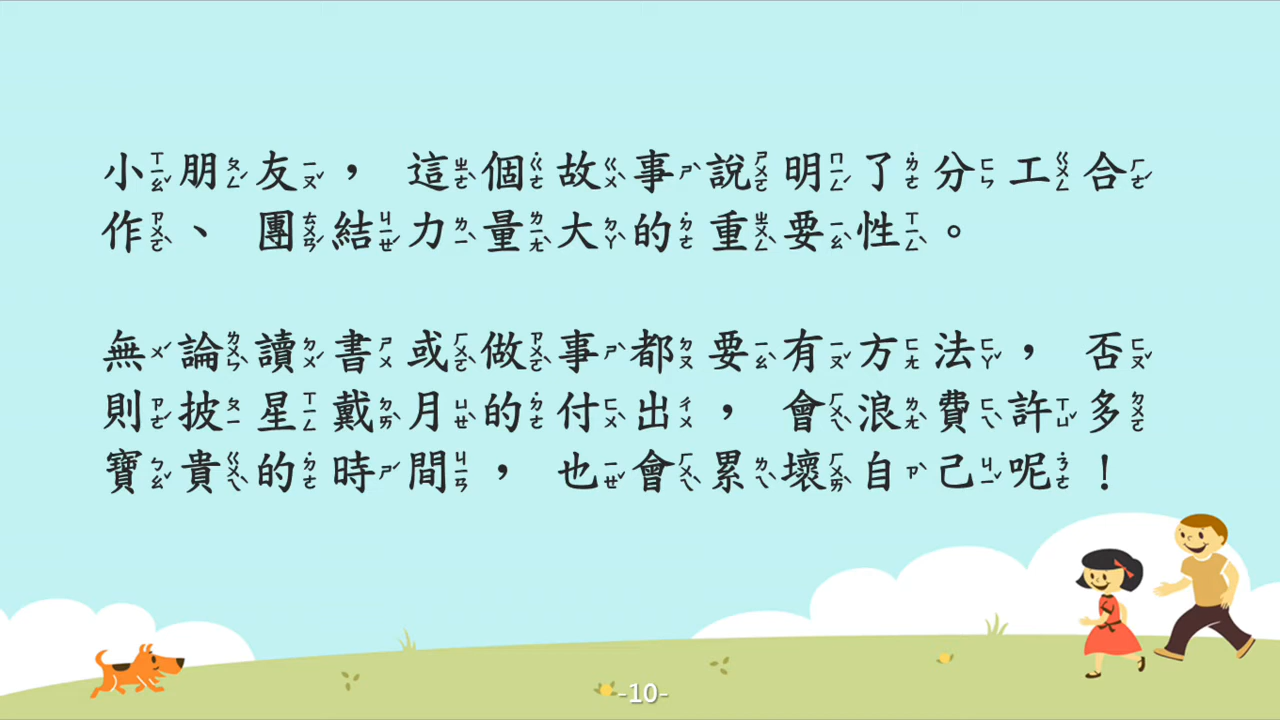 小朋友， 這個故事說明了分工合
作、 團結力量大的重要性。
無論讀書或做事都要有方法， 否
則披星戴月的付出， 會浪費許多
寶貴的時間， 也會累壞自己呢！
-10-